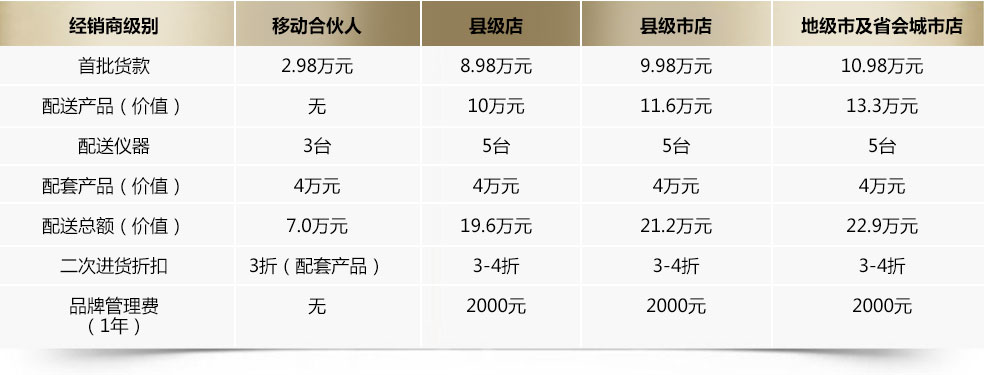 经销商级别 移动合伙人 县级店 县级市店 地级市及省会城市店
首批货款 2.98万元 8.98万元 9.98万元 10.98万元
配送产品（价值） 无 10万元 11.6万元 13.3万元
配送仪器 3台 5台 5台 5台
配套产品（价值） 4万元 4万元 4万元 4万元
配送总额（价值） 7.0万元 19.6万元 21.2万元 22.9万元
二次进货折扣 3折（配套产品） 3-4折 3-4折 3-4折
品牌管理费 无 2000元 2000元 2000元
（1年）